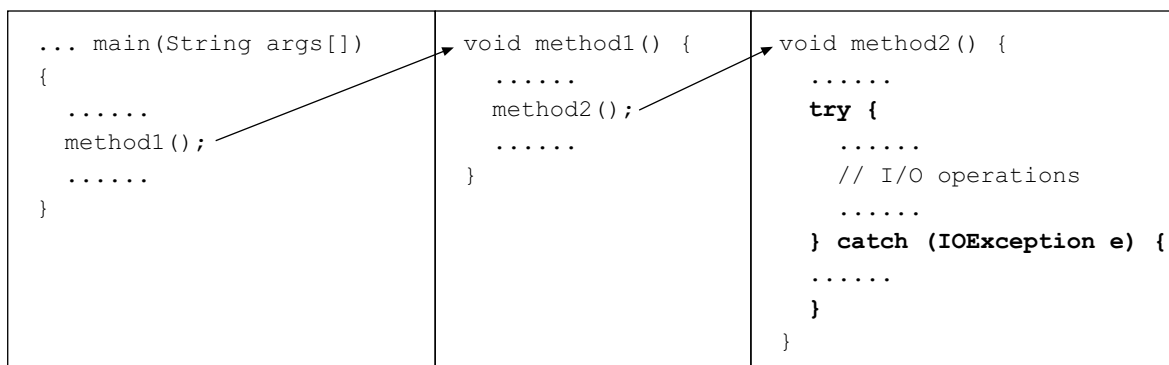 ... main(String args[])
{
......
method1();
......
}
void method1() {
......
method2();
......
}
void method2() {
......
try {
......
// I/O operations
......
} catch (IOException e) {
......
}
}